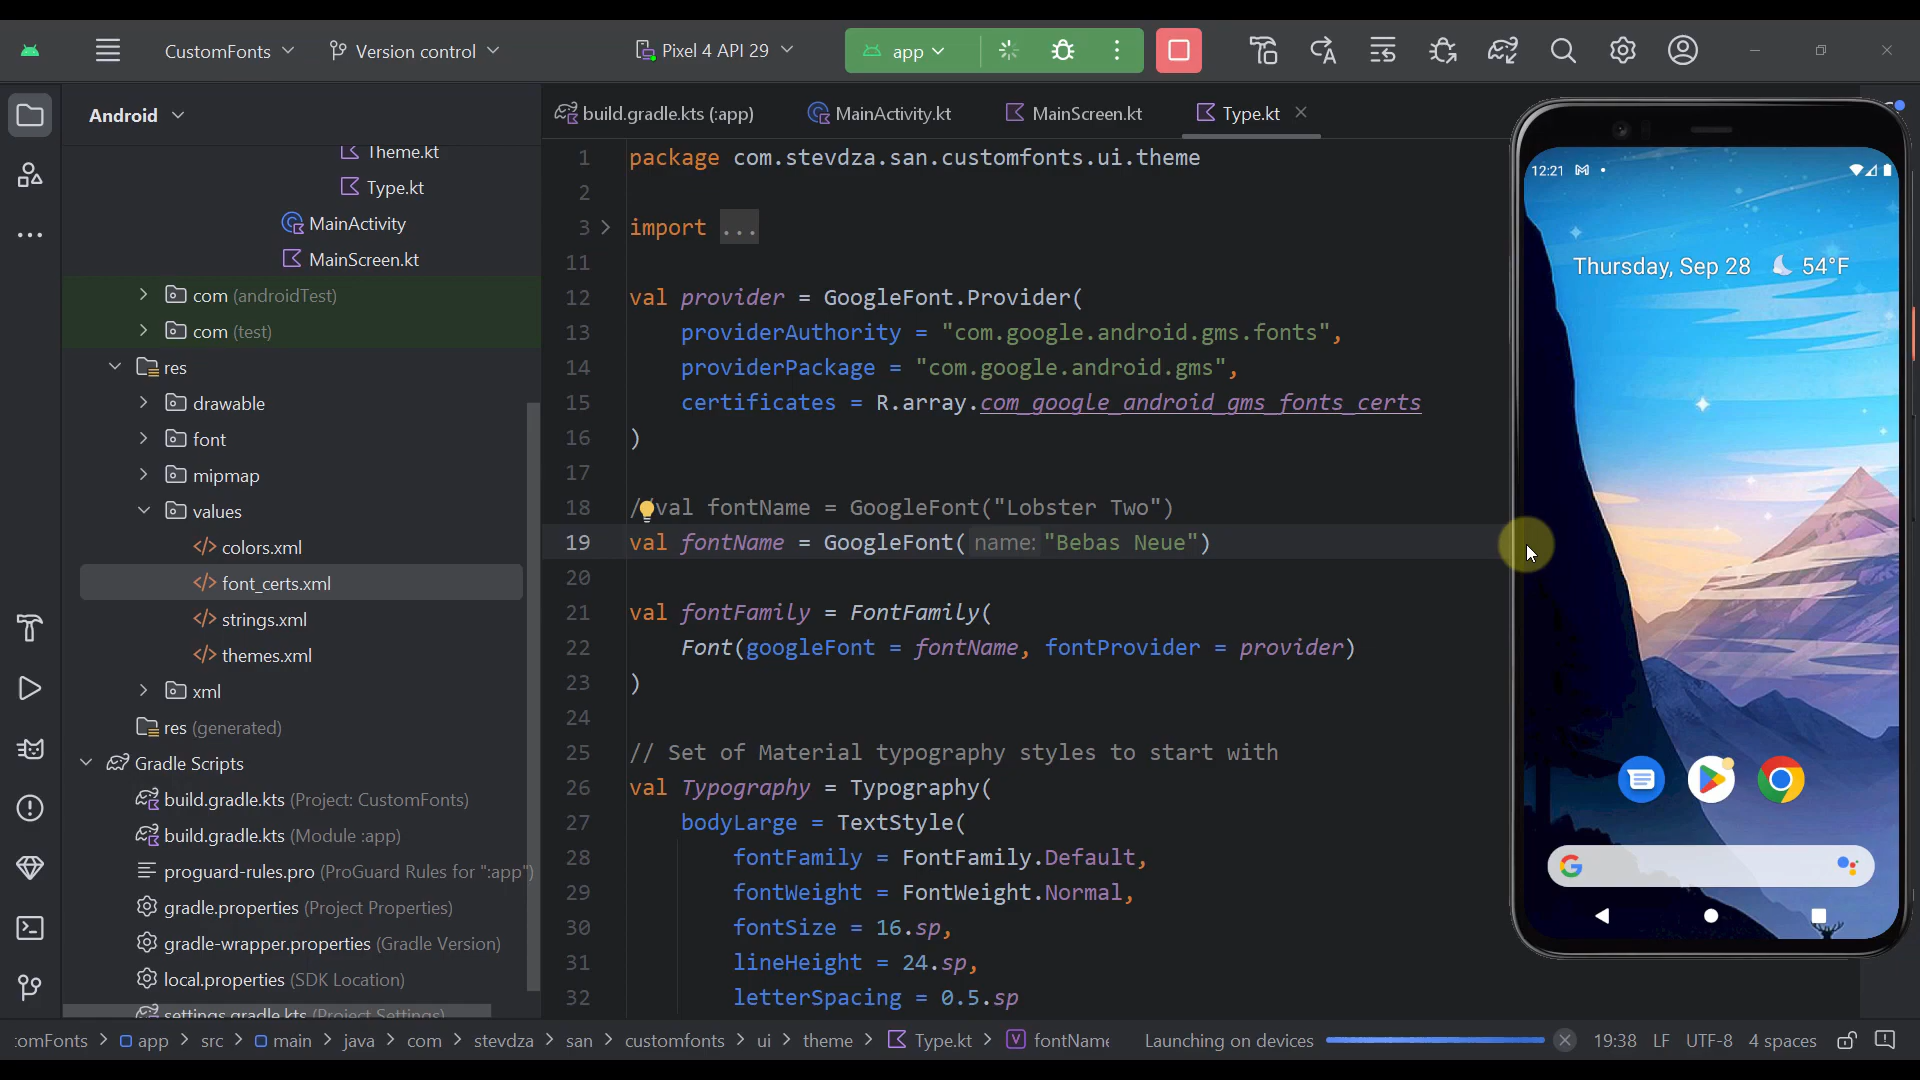 CustomFonts
Version control
Pixel 4 API 29
app
Android
build.gradle.kts (:app)
MainActivity.kt
MainScreen.kt
Type.kt
Theme.kt
Type.kt
MainActivity
MainScreen.kt
com (androidTest)
com (test)
res
drawable
font
mipmap
values
</> colors.xml
</> font_certs.xml
</> strings.xml
</> themes.xml
xml
res (generated)
Gradle Scripts
build.gradle.kts (Project: CustomFonts)
build.gradle.kts (Module :app)
proguard-rules.pro (ProGuard Rules for ":app")
gradle.properties (Project Properties)
gradle-wrapper.properties (Gradle Version)
local.properties (SDK Location)
settings.gradle.kts (Project Settings)
1 package com.stevdza.san.customfonts.ui.theme
2
3 import ...
11
12 val provider = GoogleFont.Provider(
13 providerAuthority = "com.google.android.gms.fonts",
14 providerPackage = "com.google.android.gms",
15 certificates = R.array.com_google_android_gms_fonts_certs
16 )
17
18 //val fontName = GoogleFont("Lobster Two")
19 val fontName = GoogleFont( name: "Bebas Neue")
20
21 val fontFamily = FontFamily(
22 Font(googleFont = fontName, fontProvider = provider)
23 )
24
25 // Set of Material typography styles to start with
26 val Typography = Typography(
27 bodyLarge = TextStyle(
28 fontFamily = FontFamily.Default,
29 fontWeight = FontWeight.Normal,
30 fontSize = 16.sp,
31 lineHeight = 24.sp,
32 letterSpacing = 0.5.sp
12:21
Thursday, Sep 28 54°F
omFonts > app > src > main > java > com > stevdza > san > customfonts > ui > theme > Type.kt > fontName
Launching on devices
19:38 LF UTF-8 4 spaces